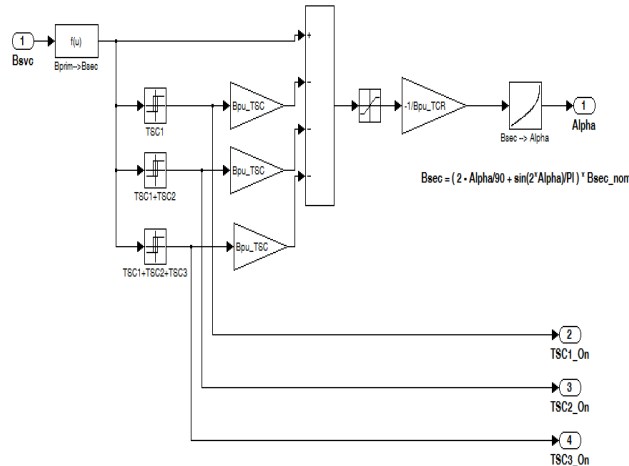 1
Bsvc
f(u)
Bprim-->Bsec
+
-
-
-
TSC1
Bpu_TSC
TSC1+TSC2
Bpu_TSC
TSC1+TSC2+TSC3
Bpu_TSC
-1/Bpu_TCR
Bsec --> Alpha
1
Alpha
Bsec = ( 2 - Alpha/90 + sin(2*Alpha)/PI ) * Bsec_nom
2
TSC1_On
3
TSC2_On
4
TSC3_On